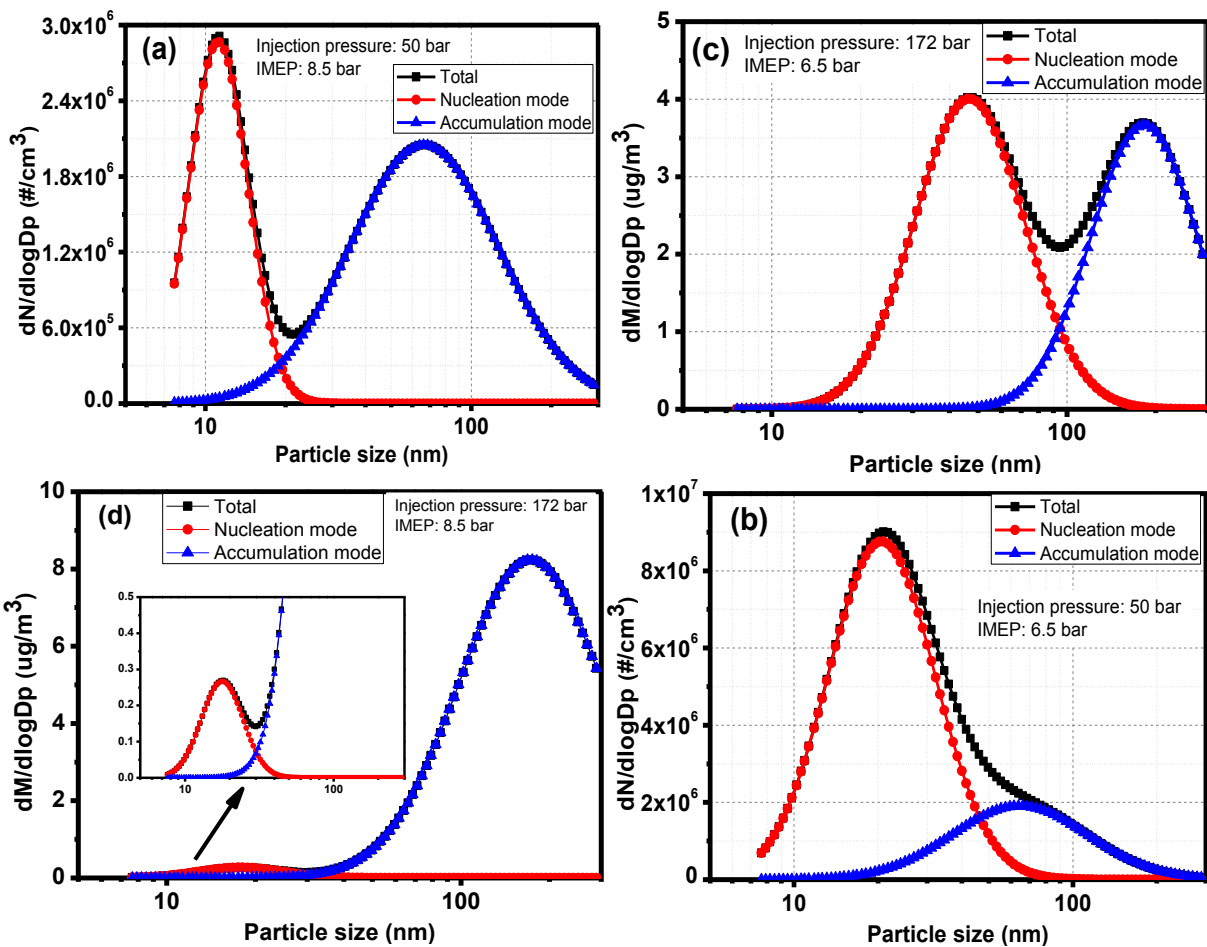 (a)
Injection pressure: 50 bar
IMEP: 8.5 bar
Total
Nucleation mode
Accumulation mode
3.0x10^6
2.4x10^6
1.8x10^6
1.2x10^6
6.0x10^5
0.0
dN/dlogDp (#/cm^3)
10
100
Particle size (nm)
(c)
Injection pressure: 172 bar
IMEP: 6.5 bar
Total
Nucleation mode
Accumulation mode
5
4
3
2
1
0
dM/dlogDp (ug/m^3)
10
100
Particle size (nm)
(d)
Total
Nucleation mode
Accumulation mode
Injection pressure: 172 bar
IMEP: 8.5 bar
10
8
6
4
2
0
dM/dlogDp (ug/m^3)
0.5
0.4
0.3
0.2
0.1
0.0
10
100
10
100
Particle size (nm)
(b)
Total
Nucleation mode
Accumulation mode
Injection pressure: 50 bar
IMEP: 6.5 bar
1x10^7
8x10^6
6x10^6
4x10^6
2x10^6
0
dN/dlogDp (#/cm^3)
10
100
Particle size (nm)